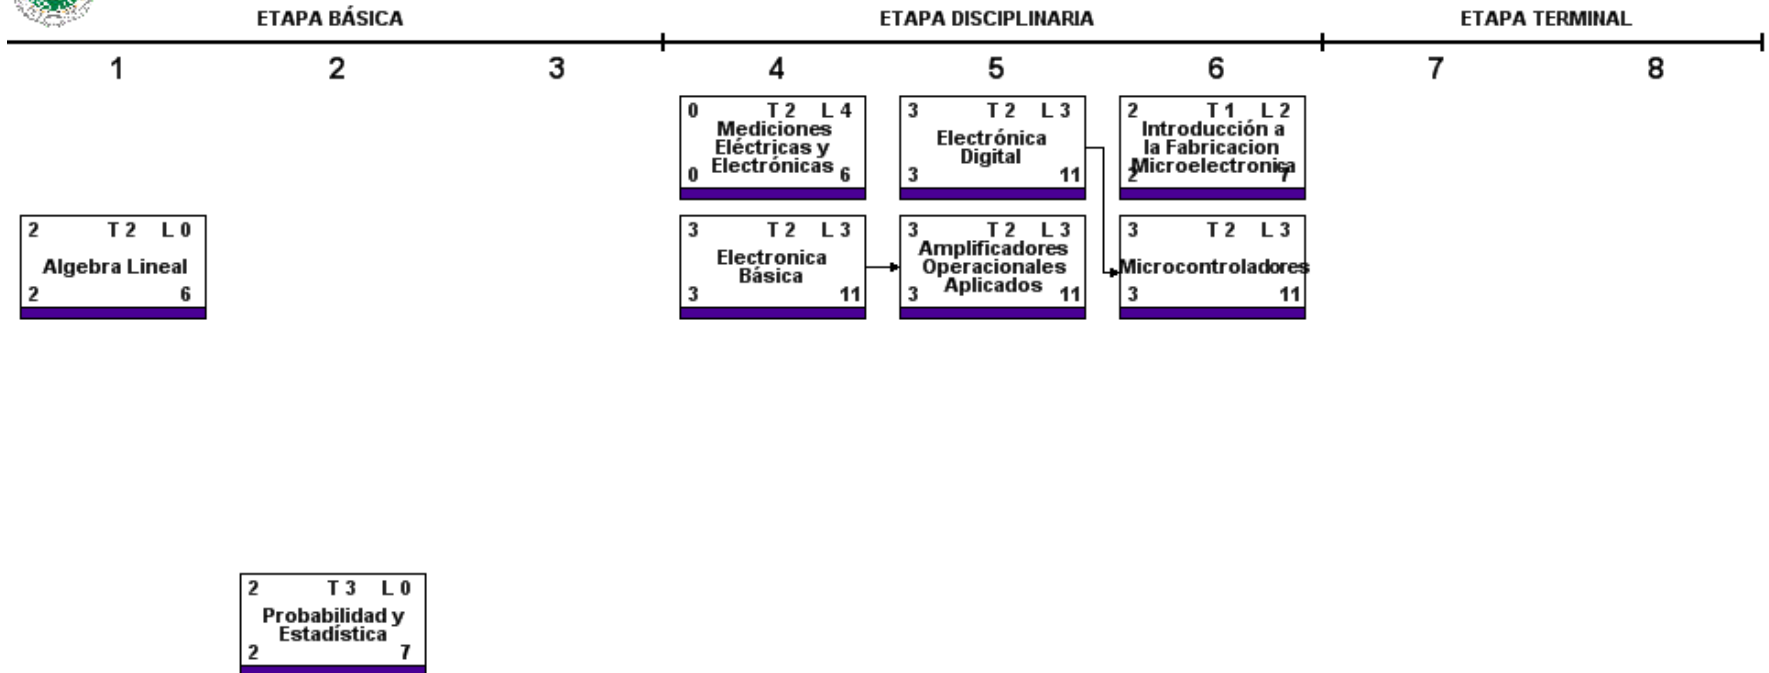 ETAPA BÁSICA ETAPA DISCIPLINARIA ETAPA TERMINAL
1 2 3 4 5 6 7 8
0 T 2 L 4
Mediciones
Eléctricas y
Electrónicas
0 6
3 T 2 L 3
Electrónica
Digital
3 11
2 T 1 L 2
Introducción a
la Fabricacion
Microelectronica
2 7
2 T 2 L 0
Algebra Lineal
2 6
3 T 2 L 3
Electronica
Básica
3 11
3 T 2 L 3
Amplificadores
Operacionales
Aplicados
3 11
3 T 2 L 3
Microcontroladores
3 11
2 T 3 L 0
Probabilidad y
Estadística
2 7